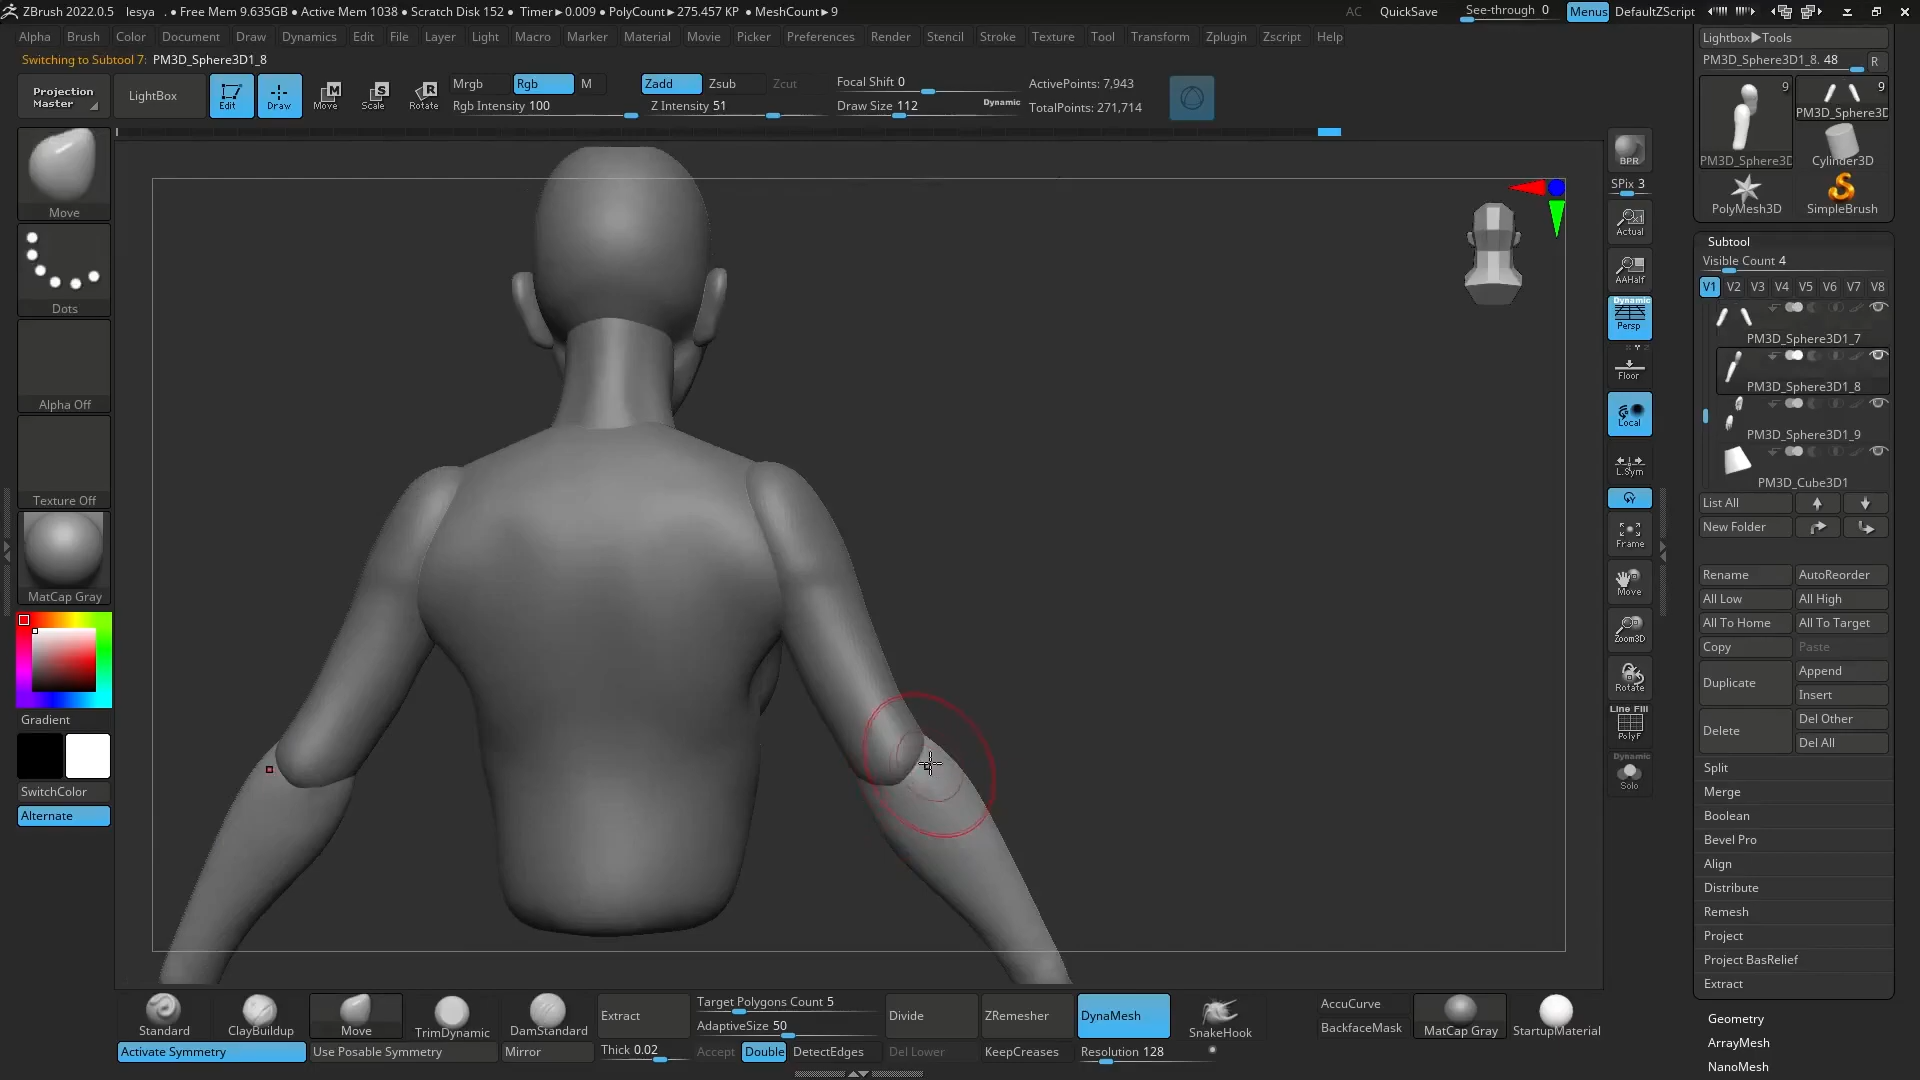 ZBrush 2022.0.5 lesya . • Free Mem 9.635GB • Active Mem 1038 • Scratch Disk 152 • Timer►0.009 • PolyCount►275.457 KP • MeshCount►9 AC QuickSave See-through 0 Menus DefaultZScript
Alpha Brush Color Document Draw Dynamics Edit File Layer Light Macro Marker Material Movie Picker Preferences Render Stencil Stroke Texture Tool Transform Zplugin Zscript Help
Switching to Subtool 7: PM3D_Sphere3D1_8
Projection Master
LightBox
Edit
Draw
Move
Scale
Rotate
Mrgb Rgb M
Rgb Intensity 100
Zadd Zsub Zcut
Z Intensity 51
Focal Shift 0
Draw Size 112 Dynamic
ActivePoints: 7,943
TotalPoints: 271,714
Move
Dots
Alpha Off
Texture Off
MatCap Gray
Gradient
SwitchColor
Alternate
BPR
SPix 3
Actual
AAHalf
Dynamic
Persp
Floor
Local
L.Sym
Frame
Move
Zoom3D
Rotate
Line Fill
PolyF
Dynamic
Solo
Lightbox►Tools
PM3D_Sphere3D1_8. 48 R
9 9
PM3D_Sphere3D
Cylinder3D
PM3D_Sphere3D
PolyMesh3D SimpleBrush
Subtool
Visible Count 4
V1 V2 V3 V4 V5 V6 V7 V8
PM3D_Sphere3D1_7
PM3D_Sphere3D1_8
PM3D_Sphere3D1_9
PM3D_Cube3D1
List All
New Folder
Rename AutoReorder
All Low All High
All To Home All To Target
Copy Paste
Duplicate Append
Insert
Delete Del Other
Del All
Split
Merge
Boolean
Bevel Pro
Align
Distribute
Remesh
Project
Project BasRelief
Extract
Geometry
ArrayMesh
NanoMesh
Standard ClayBuildup Move TrimDynamic DamStandard
Extract
Target Polygons Count 5
AdaptiveSize 50
Divide ZRemesher DynaMesh SnakeHook
AccuCurve
BackfaceMask
MatCap Gray StartupMaterial
Activate Symmetry Use Posable Symmetry Mirror Thick 0.02 Accept Double DetectEdges Del Lower KeepCreases Resolution 128